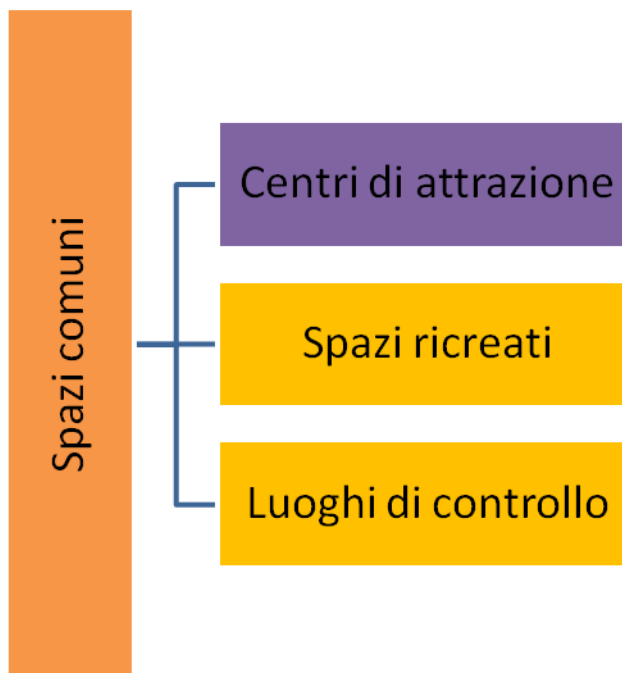 Spazi comuni
Centri di attrazione
Spazi ricreati
Luoghi di controllo